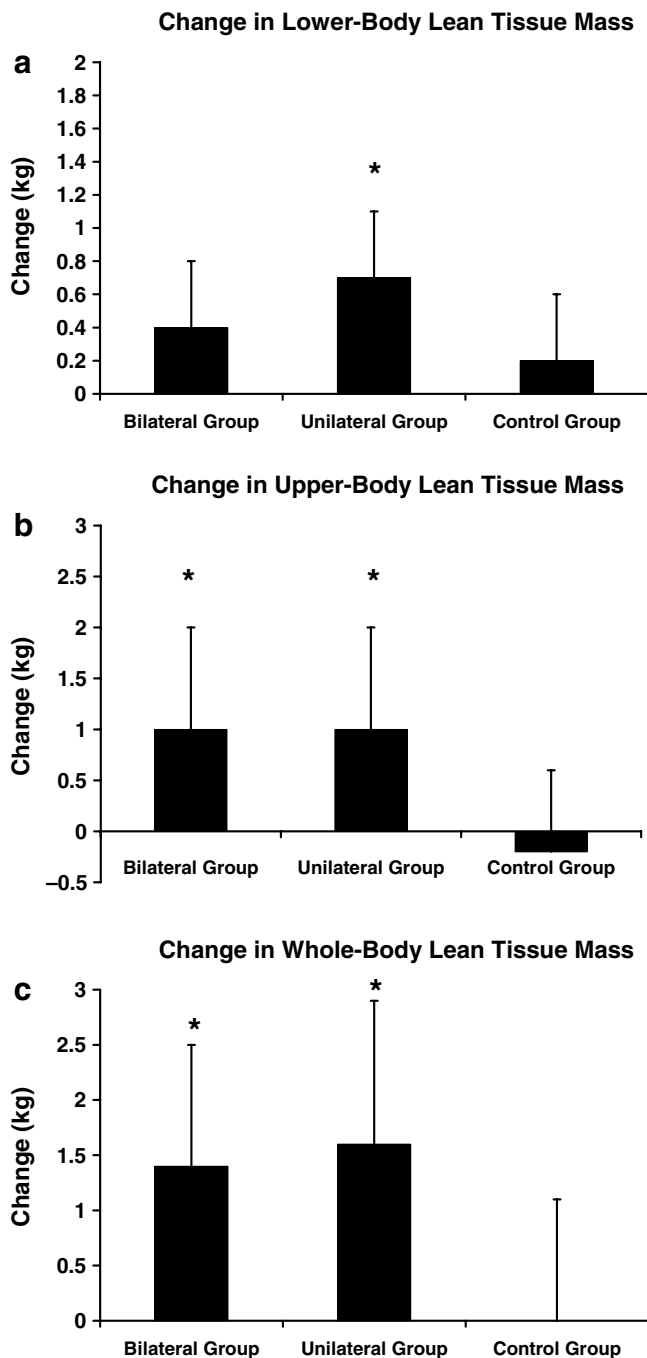 Change in Lower-Body Lean Tissue Mass
a
2
1.8
1.6
1.4
1.2
1
0.8
0.6
0.4
0.2
0
Change (kg)
*
Bilateral Group Unilateral Group Control Group
Change in Upper-Body Lean Tissue Mass
b
3
2.5
2
1.5
1
0.5
0
–0.5
Change (kg)
* *
Bilateral Group Unilateral Group Control Group
Change in Whole-Body Lean Tissue Mass
c
3
2.5
2
1.5
1
0.5
0
Change (kg)
* *
Bilateral Group Unilateral Group Control Group